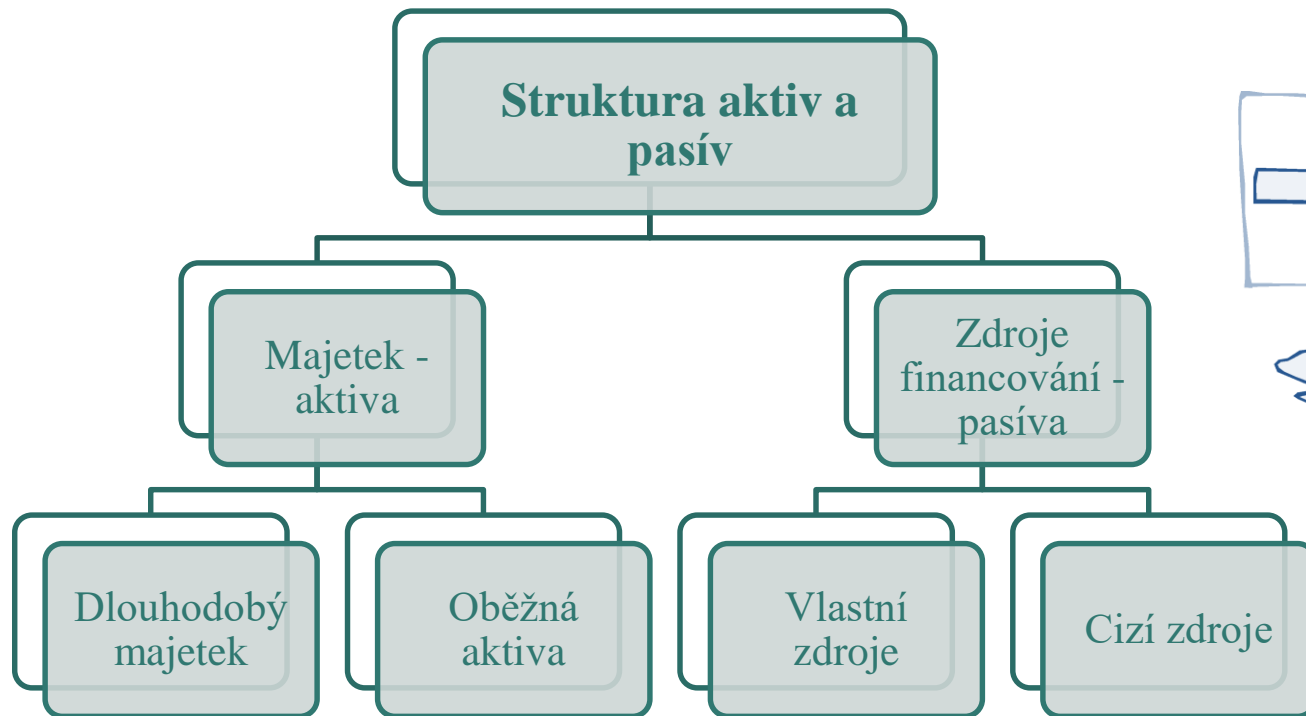 Struktura aktiv a
pasív
Majetek -
aktiva
Zdroje
financování -
pasíva
Dlouhodobý
majetek
Oběžná
aktiva
Vlastní
zdroje
Cizí zdroje